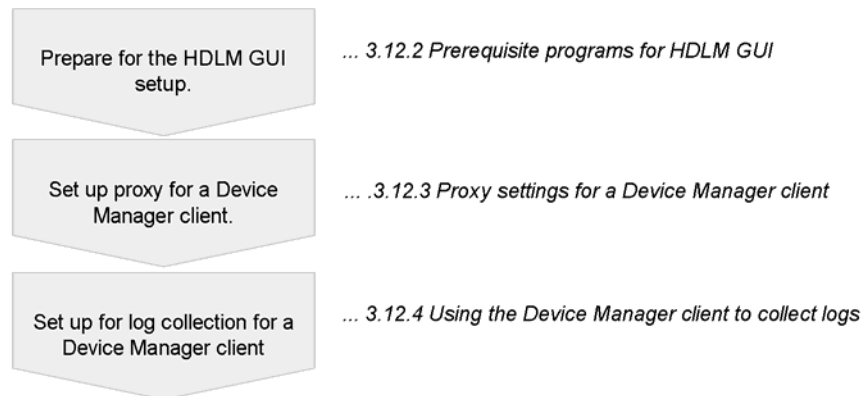 Prepare for the HDLM GUI
setup.
... 3.12.2 Prerequisite programs for HDLM GUI
Set up proxy for a Device
Manager client.
... .3.12.3 Proxy settings for a Device Manager client
Set up for log collection for a
Device Manager client
... 3.12.4 Using the Device Manager client to collect logs